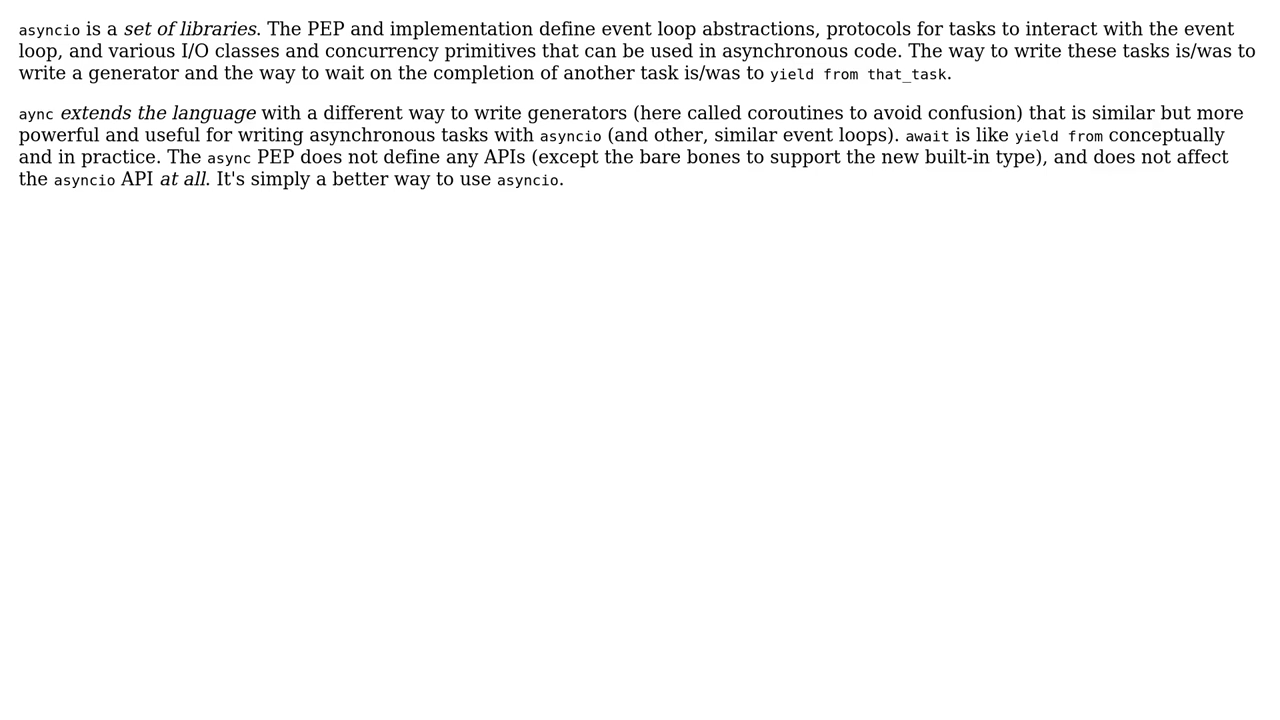 asyncio is a set of libraries. The PEP and implementation define event loop abstractions, protocols for tasks to interact with the event
loop, and various I/O classes and concurrency primitives that can be used in asynchronous code. The way to write these tasks is/was to
write a generator and the way to wait on the completion of another task is/was to yield from that_task.
aync extends the language with a different way to write generators (here called coroutines to avoid confusion) that is similar but more
powerful and useful for writing asynchronous tasks with asyncio (and other, similar event loops). await is like yield from conceptually
and in practice. The async PEP does not define any APIs (except the bare bones to support the new built-in type), and does not affect
the asyncio API at all. It's simply a better way to use asyncio.